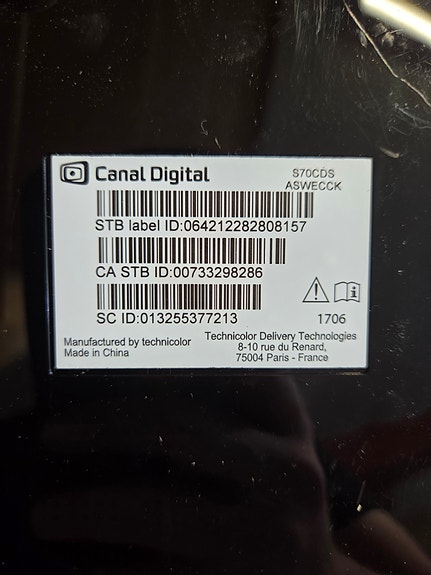 Canal Digital
S70CDS
ASWECCK
STB label ID:064212282808157
CA STB ID:00733298286
SC ID:013255377213
1706
Manufactured by technicolor
Made in China
Technicolor Delivery Technologies
8-10 rue du Renard,
75004 Paris - France